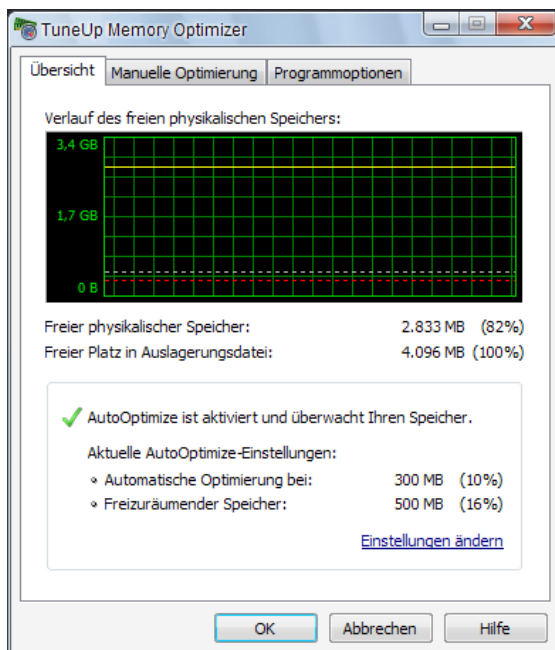 TuneUp Memory Optimizer
Übersicht Manuelle Optimierung Programmoptionen
Verlauf des freien physikalischen Speichers:
3,4 GB
1,7 GB
0 B
Freier physikalischer Speicher: 2.833 MB (82%)
Freier Platz in Auslagerungsdatei: 4.096 MB (100%)
AutoOptimize ist aktiviert und überwacht Ihren Speicher.
Aktuelle AutoOptimize-Einstellungen:
• Automatische Optimierung bei: 300 MB (10%)
• Freizuräumender Speicher: 500 MB (16%)
Einstellungen ändern
OK Abbrechen Hilfe